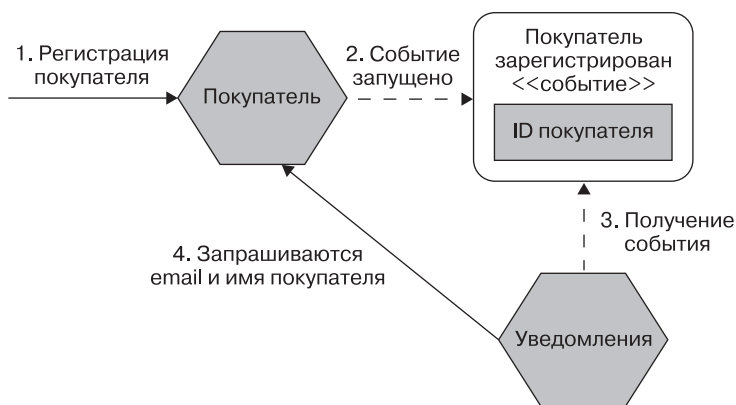 1. Регистрация
покупателя
Покупатель
2. Событие
запущено
Покупатель
зарегистрирован
<<событие>>
ID покупателя
3. Получение
события
4. Запрашиваются
email и имя покупателя
Уведомления